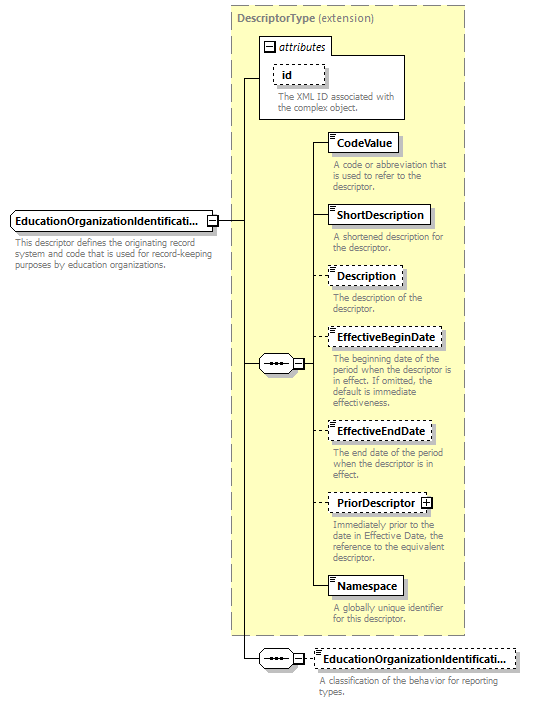 DescriptorType (extension)
attributes
id
The XML ID associated with
the complex object.
CodeValue
A code or abbreviation that
is used to refer to the
descriptor.
ShortDescription
A shortened description for
the descriptor.
EducationOrganizationIdentificati...
This descriptor defines the originating record
system and code that is used for record-keeping
purposes by education organizations.
Description
The description of the
descriptor.
EffectiveBeginDate
The beginning date of the
period when the descriptor is
in effect. If omitted, the
default is immediate
effectiveness.
EffectiveEndDate
The end date of the period
when the descriptor is in
effect.
PriorDescriptor
Immediately prior to the
date in Effective Date, the
reference to the equivalent
descriptor.
Namespace
A globally unique identifier
for this descriptor.
EducationOrganizationIdentificati...
A classification of the behavior for reporting
types.